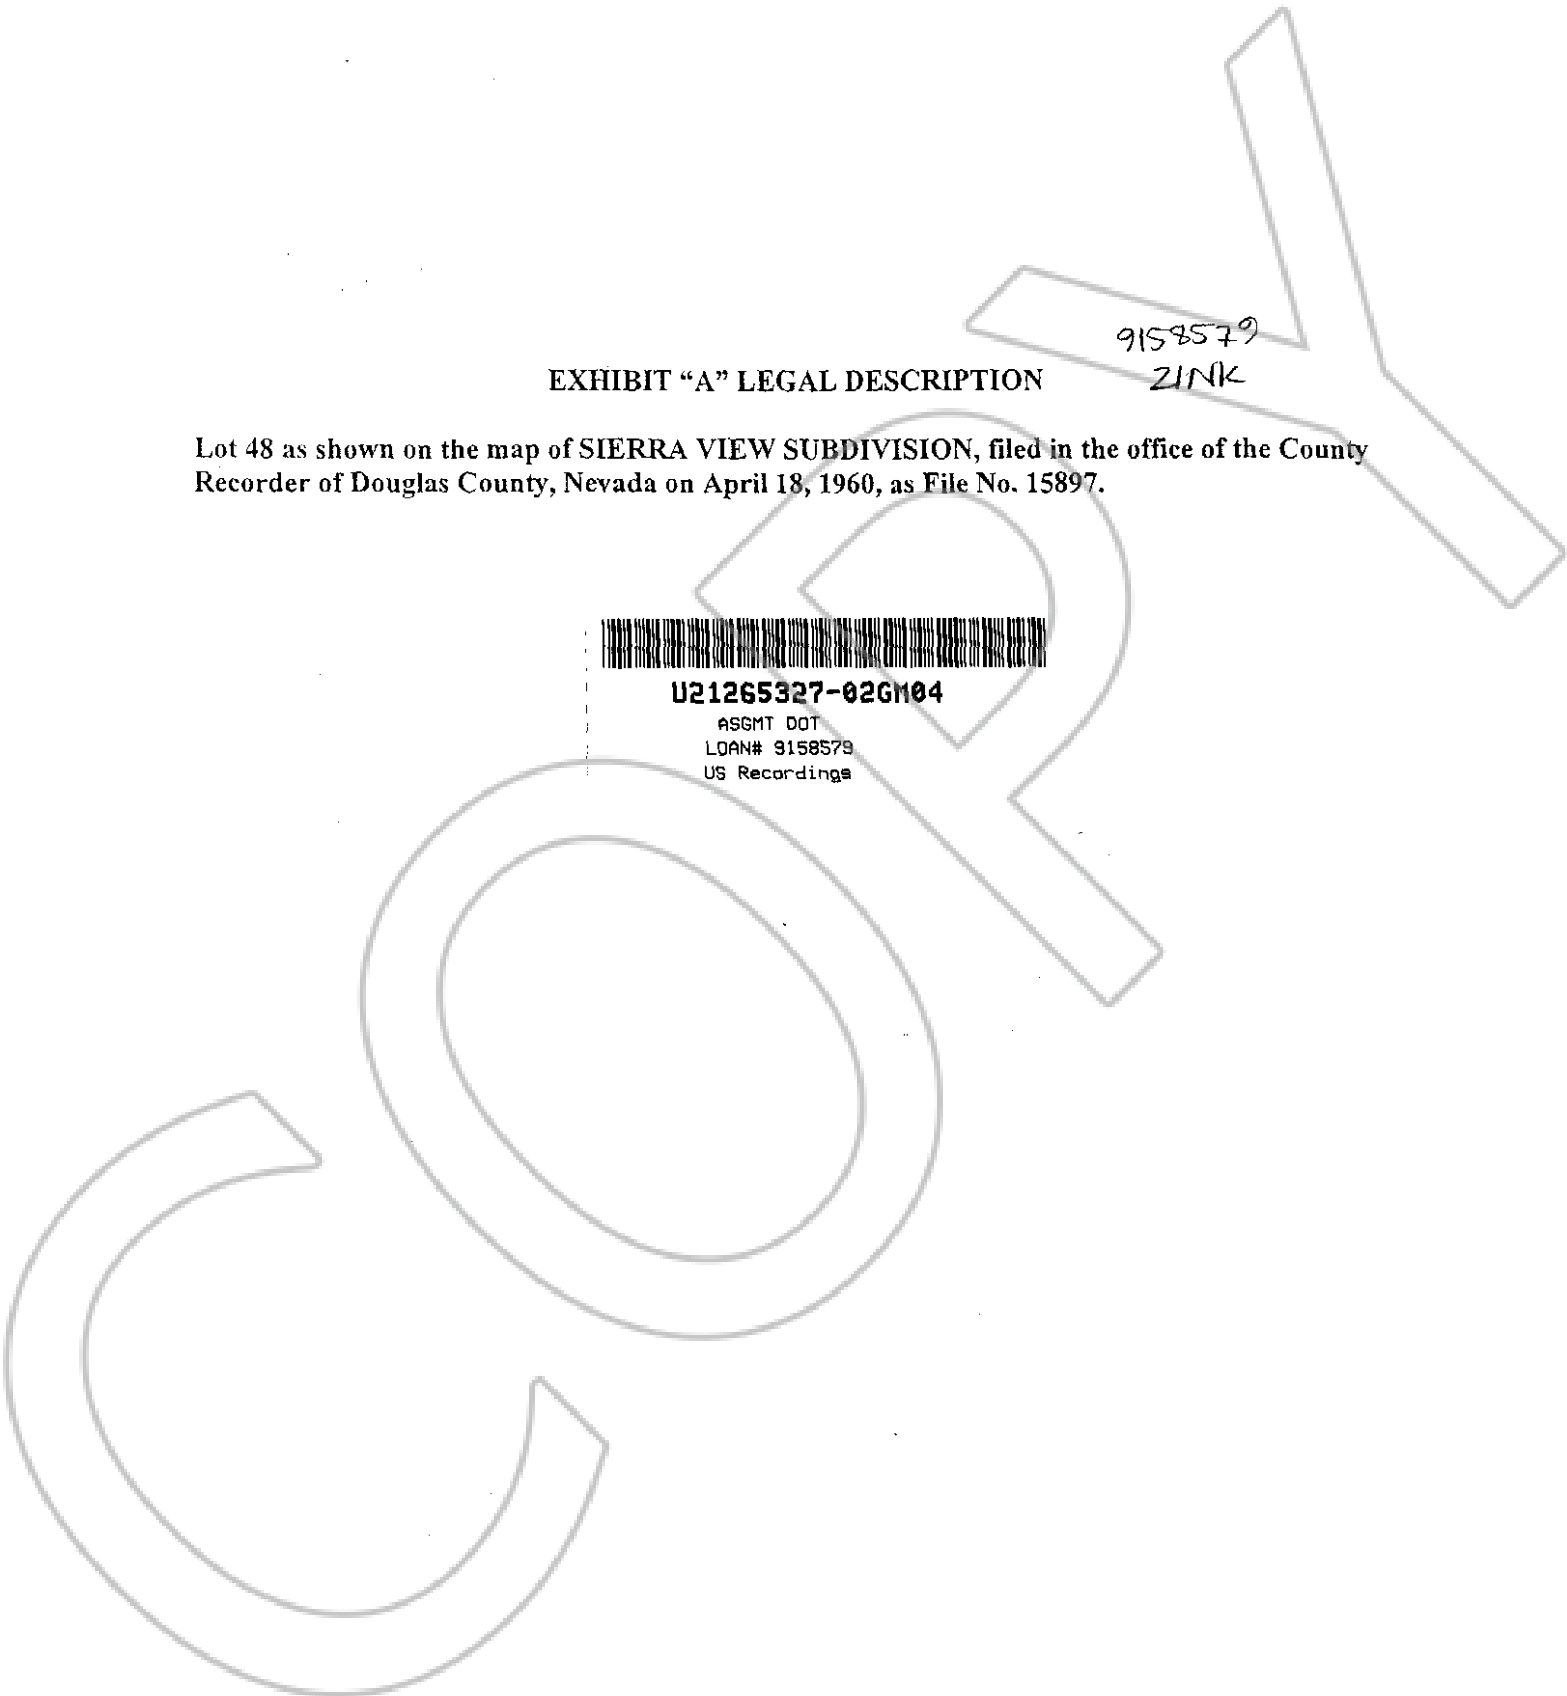 9158579
ZINK
EXHIBIT “A” LEGAL DESCRIPTION
Lot 48 as shown on the map of SIERRA VIEW SUBDIVISION, filed in the office of the County
Recorder of Douglas County, Nevada on April 18, 1960, as File No. 15897.
U21265327-02GM04
ASGMT DOT
LOAN# 9158579
US Recordings
COPY